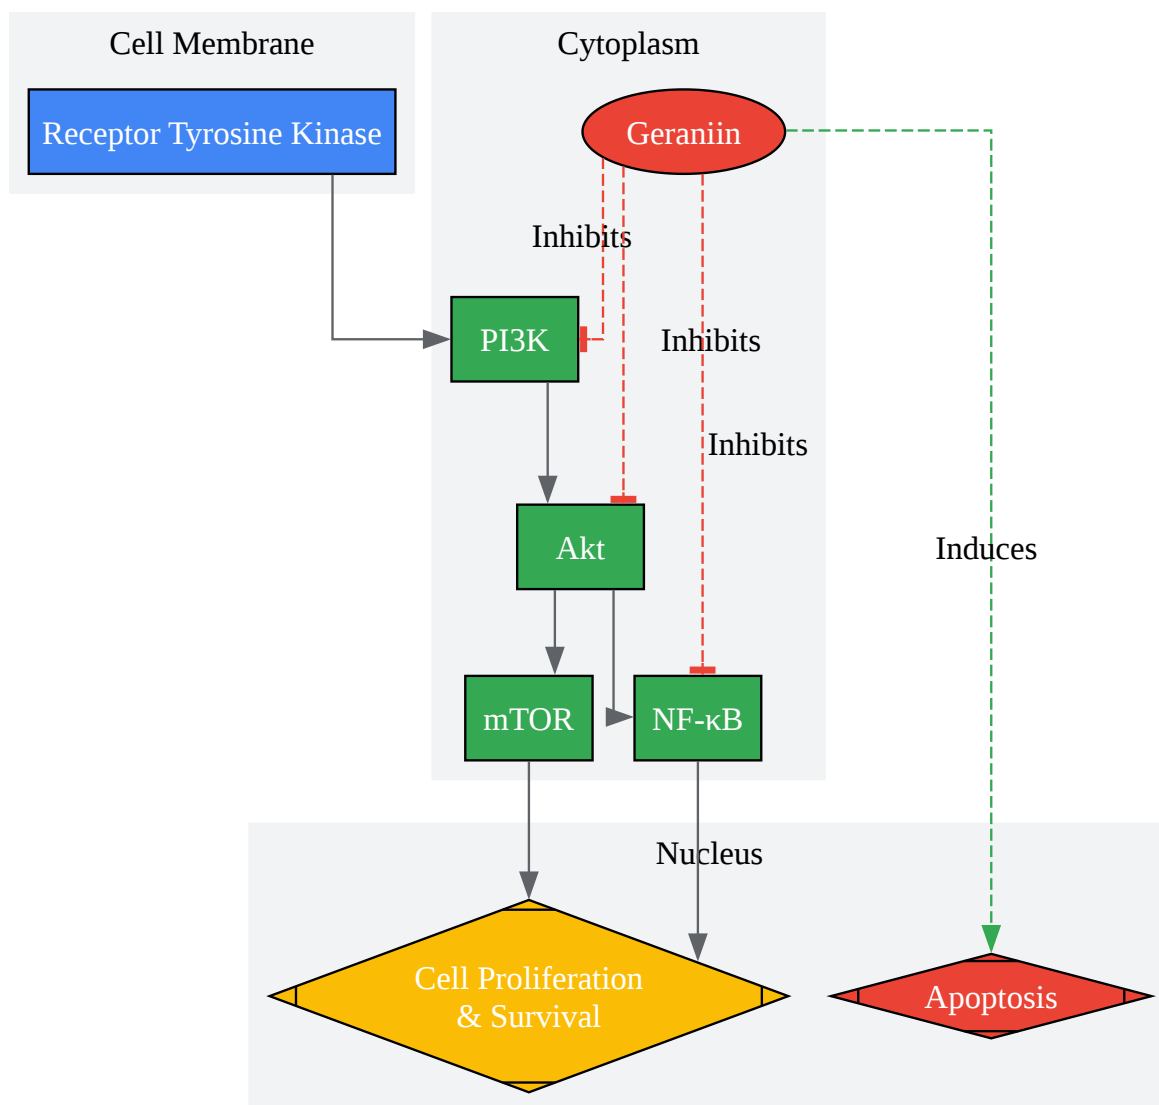 Cell Membrane
Cytoplasm
Receptor Tyrosine Kinase
Geraniin
Inhibits
PI3K
Inhibits
Inhibits
Akt
Induces
mTOR
NF-κB
Nucleus
Cell Proliferation
& Survival
Apoptosis